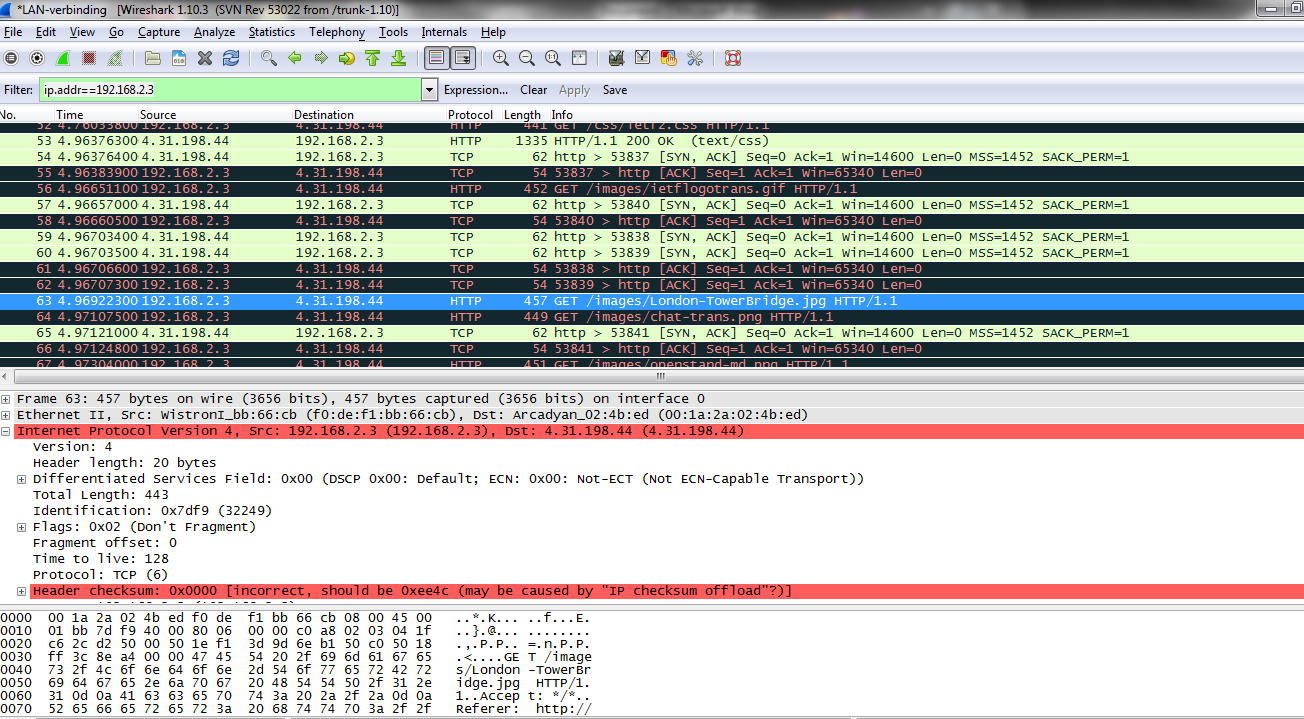 *LAN-verbinding   [Wireshark 1.10.3  (SVN Rev 53022 from /trunk-1.10)]
File Edit View Go Capture Analyze Statistics Telephony Tools Internals Help
Filter: ip.addr==192.168.2.3 Expression... Clear Apply Save
No. Time Source Destination Protocol Length Info
52 4.76033800 192.168.2.3 4.31.198.44 HTTP 441 GET /css/ietf2.css HTTP/1.1
53 4.96376300 4.31.198.44 192.168.2.3 HTTP 1335 HTTP/1.1 200 OK  (text/css)
54 4.96376400 4.31.198.44 192.168.2.3 TCP 62 http > 53837 [SYN, ACK] Seq=0 Ack=1 Win=14600 Len=0 MSS=1452 SACK_PERM=1
55 4.96383900 192.168.2.3 4.31.198.44 TCP 54 53837 > http [ACK] Seq=1 Ack=1 Win=65340 Len=0
56 4.96651100 192.168.2.3 4.31.198.44 HTTP 452 GET /images/ietflogotrans.gif HTTP/1.1
57 4.96657000 4.31.198.44 192.168.2.3 TCP 62 http > 53840 [SYN, ACK] Seq=0 Ack=1 Win=14600 Len=0 MSS=1452 SACK_PERM=1
58 4.96660500 192.168.2.3 4.31.198.44 TCP 54 53840 > http [ACK] Seq=1 Ack=1 Win=65340 Len=0
59 4.96703400 4.31.198.44 192.168.2.3 TCP 62 http > 53838 [SYN, ACK] Seq=0 Ack=1 Win=14600 Len=0 MSS=1452 SACK_PERM=1
60 4.96703500 4.31.198.44 192.168.2.3 TCP 62 http > 53839 [SYN, ACK] Seq=0 Ack=1 Win=14600 Len=0 MSS=1452 SACK_PERM=1
61 4.96706600 192.168.2.3 4.31.198.44 TCP 54 53838 > http [ACK] Seq=1 Ack=1 Win=65340 Len=0
62 4.96707300 192.168.2.3 4.31.198.44 TCP 54 53839 > http [ACK] Seq=1 Ack=1 Win=65340 Len=0
63 4.96922300 192.168.2.3 4.31.198.44 HTTP 457 GET /images/London-TowerBridge.jpg HTTP/1.1
64 4.97107500 192.168.2.3 4.31.198.44 HTTP 449 GET /images/chat-trans.png HTTP/1.1
65 4.97121000 4.31.198.44 192.168.2.3 TCP 62 http > 53841 [SYN, ACK] Seq=0 Ack=1 Win=14600 Len=0 MSS=1452 SACK_PERM=1
66 4.97124800 192.168.2.3 4.31.198.44 TCP 54 53841 > http [ACK] Seq=1 Ack=1 Win=65340 Len=0
67 4.97304000 192.168.2.3 4.31.198.44 HTTP 451 GET /images/openstand-md.png HTTP/1.1
Frame 63: 457 bytes on wire (3656 bits), 457 bytes captured (3656 bits) on interface 0
Ethernet II, Src: WistronI_bb:66:cb (f0:de:f1:bb:66:cb), Dst: Arcadyan_02:4b:ed (00:1a:2a:02:4b:ed)
Internet Protocol Version 4, Src: 192.168.2.3 (192.168.2.3), Dst: 4.31.198.44 (4.31.198.44)
Version: 4
Header length: 20 bytes
Differentiated Services Field: 0x00 (DSCP 0x00: Default; ECN: 0x00: Not-ECT (Not ECN-Capable Transport))
Total Length: 443
Identification: 0x7df9 (32249)
Flags: 0x02 (Don't Fragment)
Fragment offset: 0
Time to live: 128
Protocol: TCP (6)
Header checksum: 0x0000 [incorrect, should be 0xee4c (may be caused by "IP checksum offload"?)]
0000  00 1a 2a 02 4b ed f0 de  f1 bb 66 cb 08 00 45 00   ..*.K... ..f...E.
0010  01 bb 7d f9 40 00 80 06  00 00 c0 a8 02 03 04 1f   ..}.@... ........
0020  c6 2c d2 50 00 50 1e f1  3d 9d 6e b1 50 c0 50 18   .,.P.P.. =.n.P.P.
0030  ff 3c 8e a4 00 00 47 45  54 20 2f 69 6d 61 67 65   .<....GE T /image
0040  73 2f 4c 6f 6e 64 6f 6e  2d 54 6f 77 65 72 42 72   s/London -TowerBr
0050  69 64 67 65 2e 6a 70 67  20 48 54 54 50 2f 31 2e   idge.jpg  HTTP/1.
0060  31 0d 0a 41 63 63 65 70  74 3a 20 2a 2f 2a 0d 0a   1..Accep t: */*..
0070  52 65 66 65 72 65 72 3a  20 68 74 74 70 3a 2f 2f   Referer:  http://